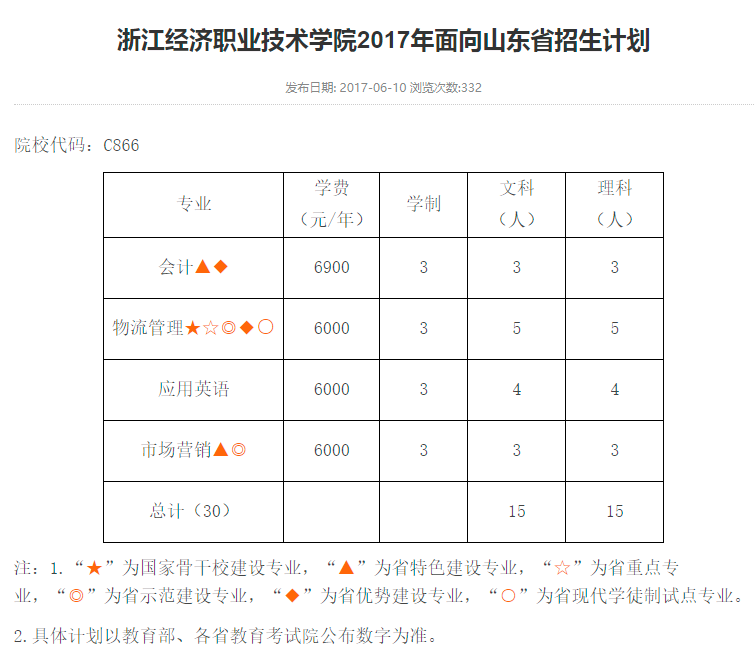 浙江经济职业技术学院2017年面向山东省招生计划
发布日期: 2017-06-10 浏览次数:332
院校代码：C866
专业 学费（元/年） 学制 文科（人） 理科（人）
会计▲◆ 6900 3 3 3
物流管理★☆◎◆〇 6000 3 5 5
应用英语 6000 3 4 4
市场营销▲◎ 6000 3 3 3
总计（30） 15 15
注：1.“★”为国家骨干校建设专业，“▲”为省特色建设专业，“☆”为省重点专
业，“◎”为省示范建设专业，“◆”为省优势建设专业，“〇”为省现代学徒制试点专业。
2.具体计划以教育部、各省教育考试院公布数字为准。